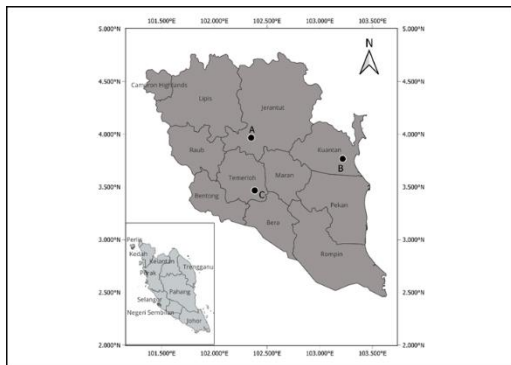 101.500°E 102.000°E 102.500°E 103.000°E 103.500°E
5.000°N 5.000°N
N
4.500°N 4.500°N
Cameron Highlands
Lipis
Jerantut
4.000°N A 4.000°N
Raub
Kuantan
B
Temerloh
Maran
3.500°N C 3.500°N
Bentong
Pekan
Bera
3.000°N 3.000°N
Rompin
Perlis
Kedah
Kelantan
Perak
Trengganu
Pahang
2.500°N 2.500°N
Selangor
Negeri Sembilan
Johor
2.000°N 2.000°N
101.500°E 102.000°E 102.500°E 103.000°E 103.500°E